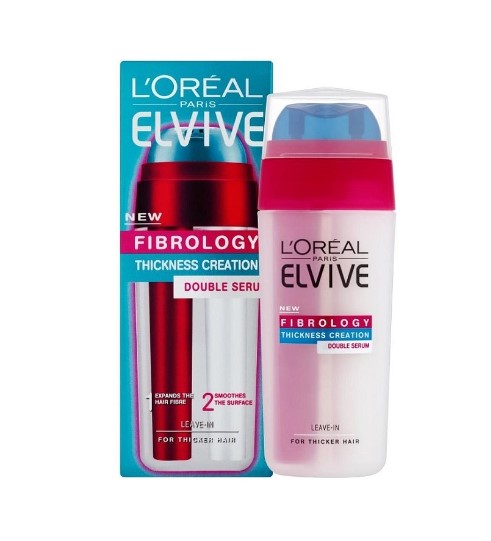 L'ORÉAL
PARIS
ELVIVE
NEW
FIBROLOGY
THICKNESS CREATION
DOUBLE SERU
1 EXPANDS THE
HAIR FIBRE
2 SMOOTHES
THE SURFACE
LEAVE-IN
FOR THICKER HAIR
L'ORÉAL
PARIS
ELVIVE
NEW
FIBROLOGY
THICKNESS CREATION
DOUBLE SERUM
LEAVE-IN
FOR THICKER HAIR